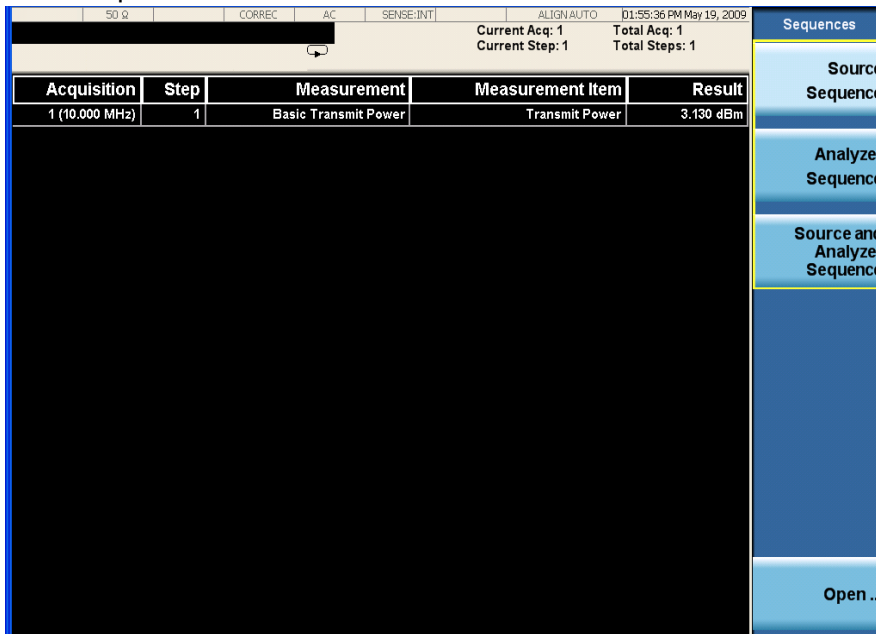 50 Ω CORREC AC SENSE:INT ALIGN AUTO 01:55:36 PM May 19, 2009
Current Acq: 1 Total Acq: 1
Current Step: 1 Total Steps: 1
Acquisition Step Measurement Measurement Item Result
1 (10.000 MHz) 1 Basic Transmit Power Transmit Power 3.130 dBm
Sequences
Sourc
Sequenc
Analyze
Sequenc
Source an
Analyze
Sequenc
Open ..